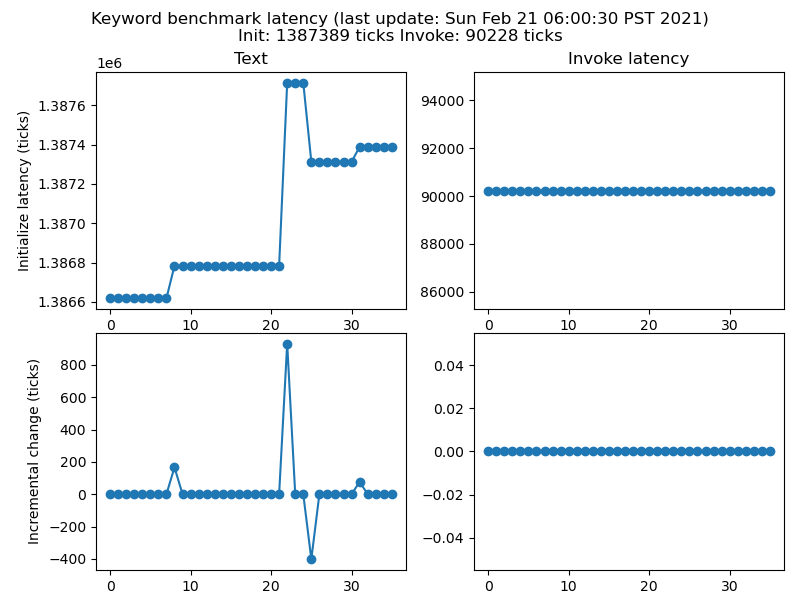 Keyword benchmark latency (last update: Sun Feb 21 06:00:30 PST 2021)
Init: 1387389 ticks Invoke: 90228 ticks
Text
1e6
Initialize latency (ticks)
1.3876
1.3874
1.3872
1.3870
1.3868
1.3866
0 10 20 30
Invoke latency
94000
92000
90000
88000
86000
0 10 20 30
Incremental change (ticks)
800
600
400
200
0
−200
−400
0 10 20 30
0.04
0.02
0.00
−0.02
−0.04
0 10 20 30